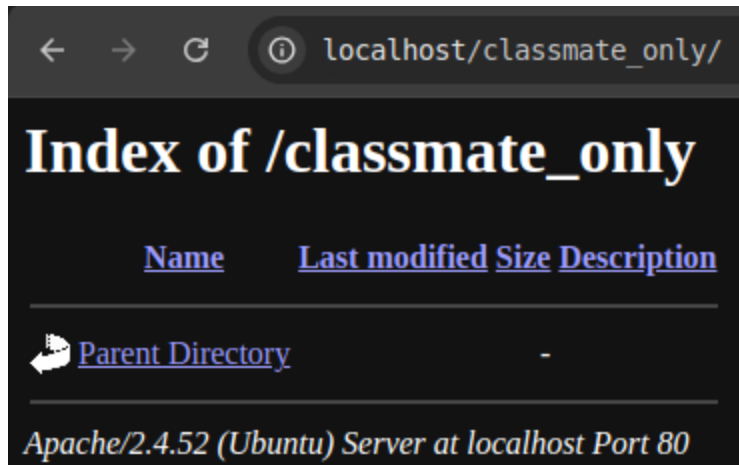 localhost/classmate_only/
Index of /classmate_only
Name Last modified Size Description
Parent Directory -
Apache/2.4.52 (Ubuntu) Server at localhost Port 80